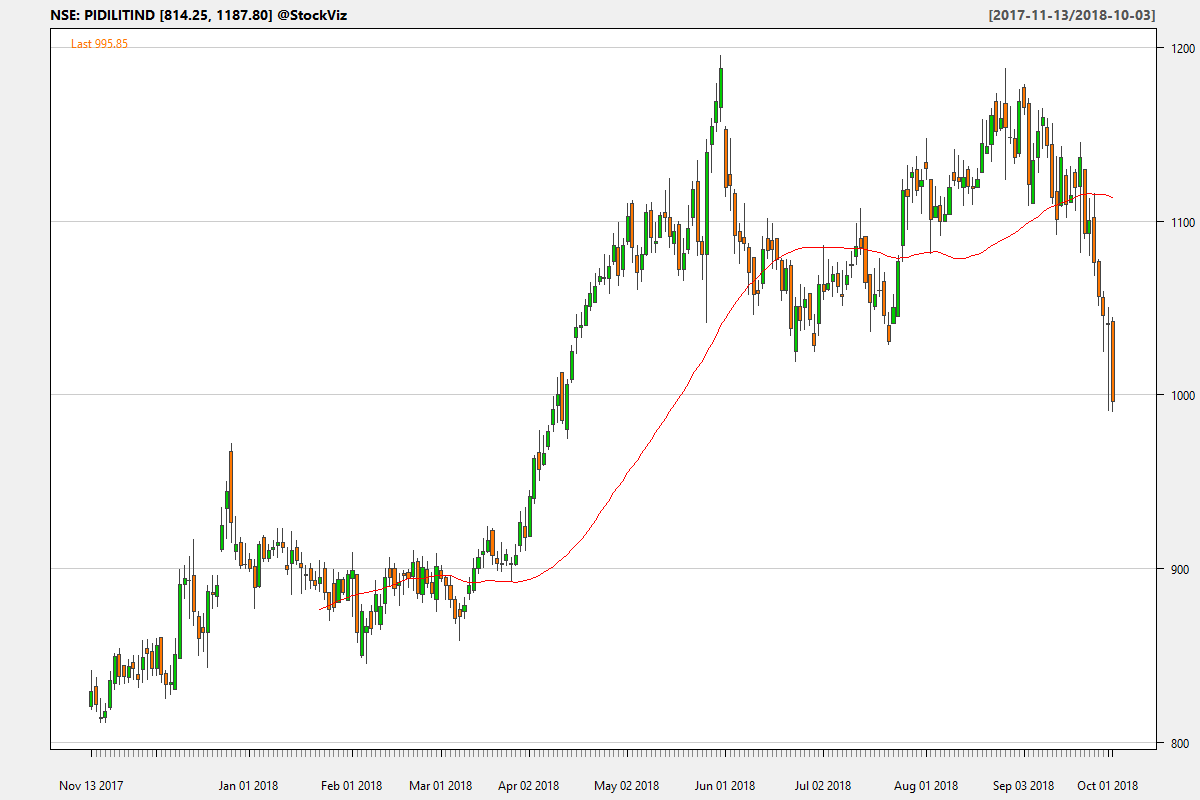 NSE: PIDILITIND [814.25, 1187.80] @StockViz
[2017-11-13/2018-10-03]
Last 995.85
1200
1100
1000
900
800
Nov 13 2017 Jan 01 2018 Feb 01 2018 Mar 01 2018 Apr 02 2018 May 02 2018 Jun 01 2018 Jul 02 2018 Aug 01 2018 Sep 03 2018 Oct 01 2018